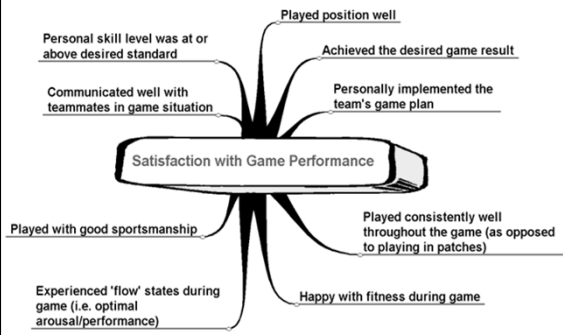 Played position well
Personal skill level was at or
above desired standard
Achieved the desired game result
Communicated well with
teammates in game situation
Personally implemented the
team's game plan
Satisfaction with Game Performance
Played with good sportsmanship
Played consistently well
throughout the game (as opposed
to playing in patches)
Experienced 'flow' states during
game (i.e. optimal
arousal/performance)
Happy with fitness during game